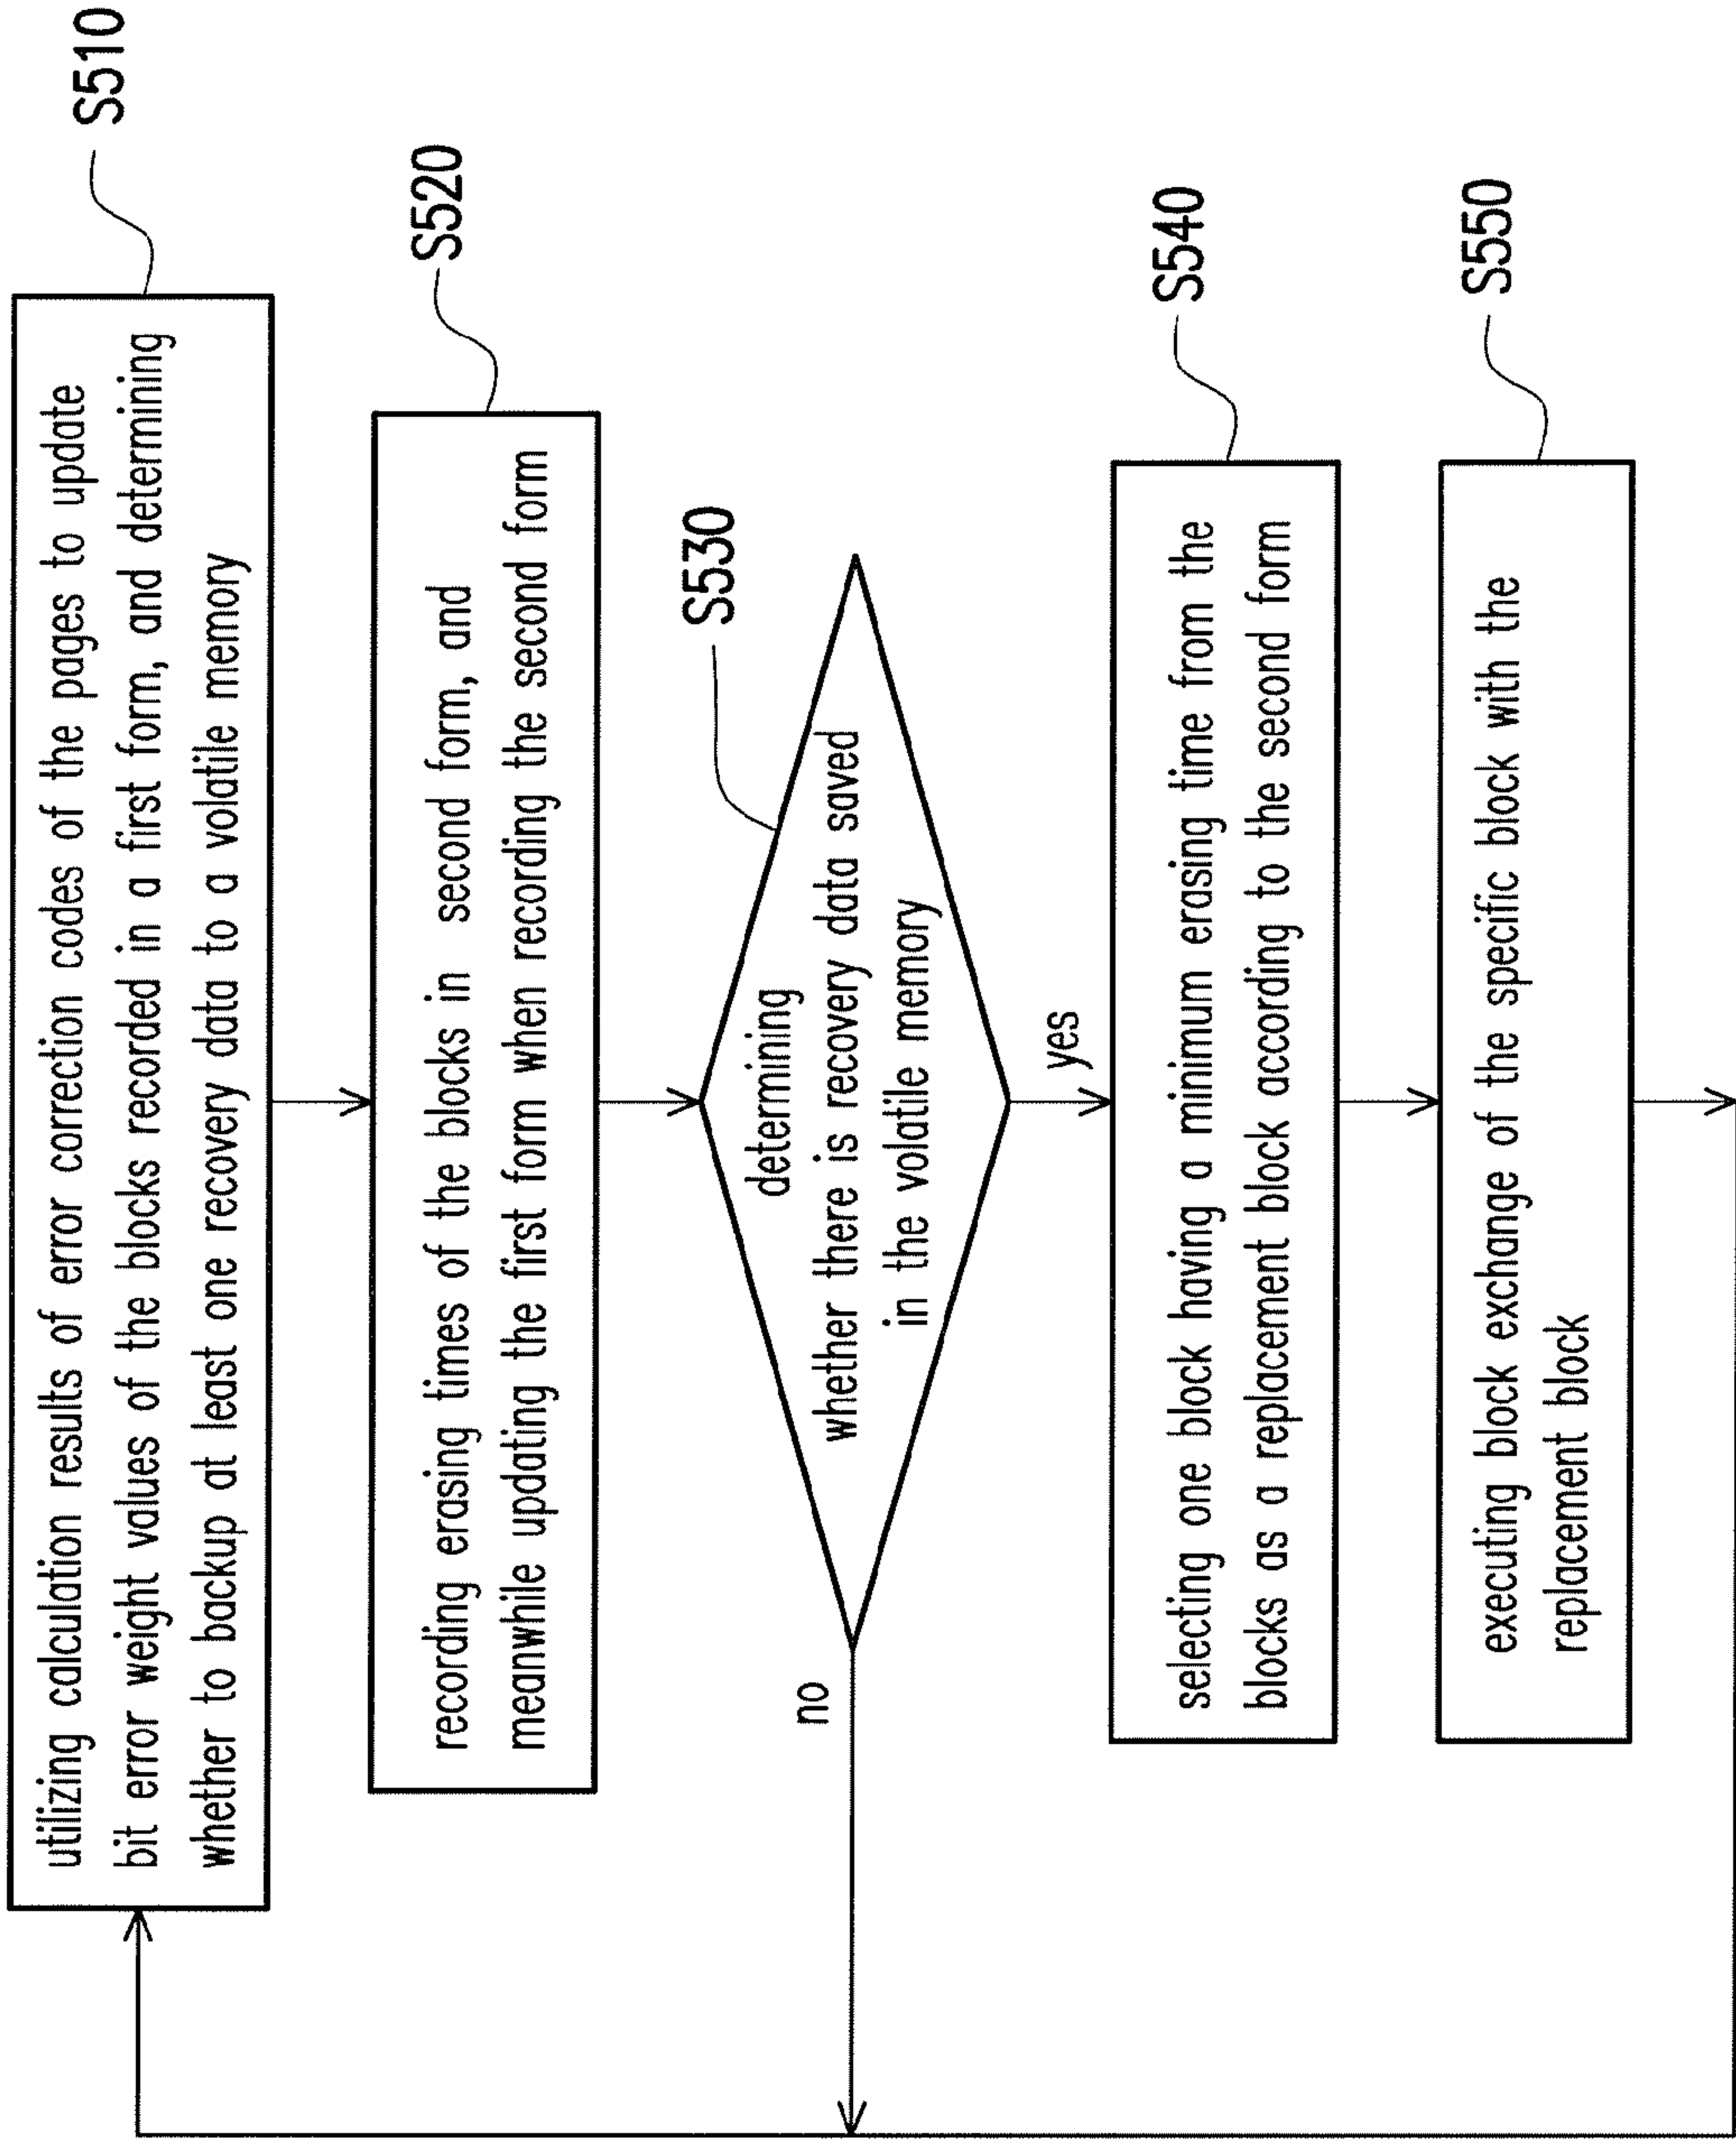 utilizing calculation results of error correction codes of the pages to update
bit error weight values of the blocks recorded in a first form, and determining
whether to backup at least one recovery data to a volatile memory
S510
recording erasing times of the blocks in second form, and
meanwhile updating the first form when recording the second form
S520
determining
whether there is recovery data saved
in the volatile memory
S530
no
yes
selecting one block having a minimum erasing time from the
blocks as a replacement block according to the second form
S540
executing block exchange of the specific block with the
replacement block
S550